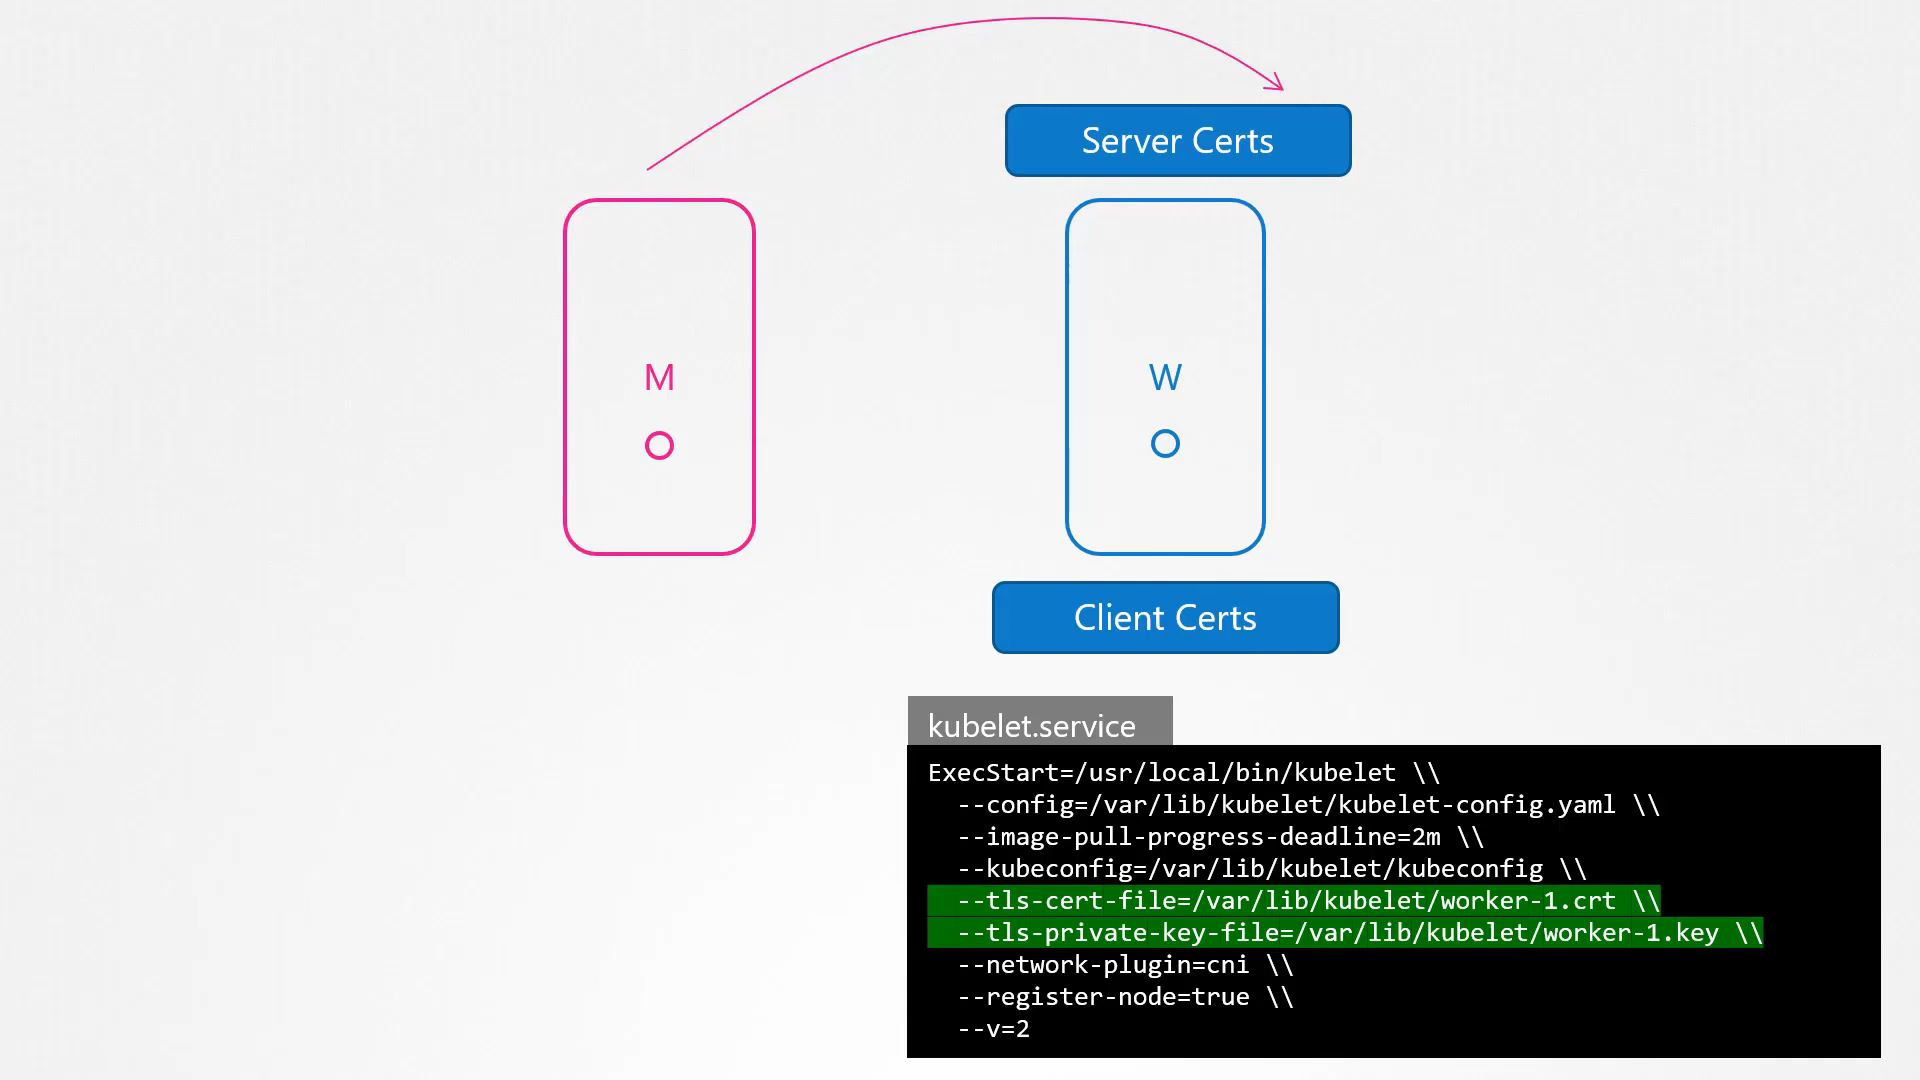 Server Certs
M
W
Client Certs
kubelet.service
ExecStart=/usr/local/bin/kubelet \\
  --config=/var/lib/kubelet/kubelet-config.yaml \\
  --image-pull-progress-deadline=2m \\
  --kubeconfig=/var/lib/kubelet/kubeconfig \\
  --tls-cert-file=/var/lib/kubelet/worker-1.crt \\
  --tls-private-key-file=/var/lib/kubelet/worker-1.key \\
  --network-plugin=cni \\
  --register-node=true \\
  --v=2